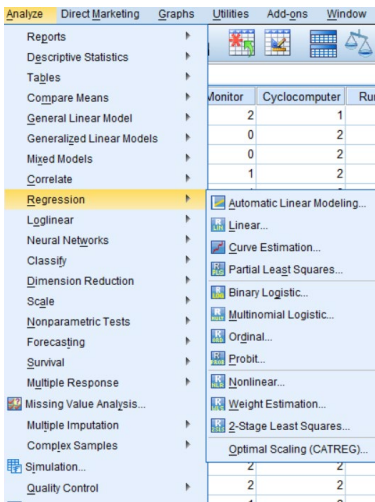 Analyze Direct Marketing Graphs Utilities Add-ons Window
Reports
Descriptive Statistics
Tables
Compare Means
General Linear Model
Generalized Linear Models
Mixed Models
Correlate
Regression
Loglinear
Neural Networks
Classify
Dimension Reduction
Scale
Nonparametric Tests
Forecasting
Survival
Multiple Response
Missing Value Analysis...
Multiple Imputation
Complex Samples
Simulation...
Quality Control
Monitor Cyclocomputer
2 1
0 2
0 2
1 2
Automatic Linear Modeling...
Linear...
Curve Estimation...
Partial Least Squares...
Binary Logistic...
Multinomial Logistic...
Ordinal...
Probit...
Nonlinear...
Weight Estimation...
2-Stage Least Squares...
Optimal Scaling (CATREG)...
2 2
2 2